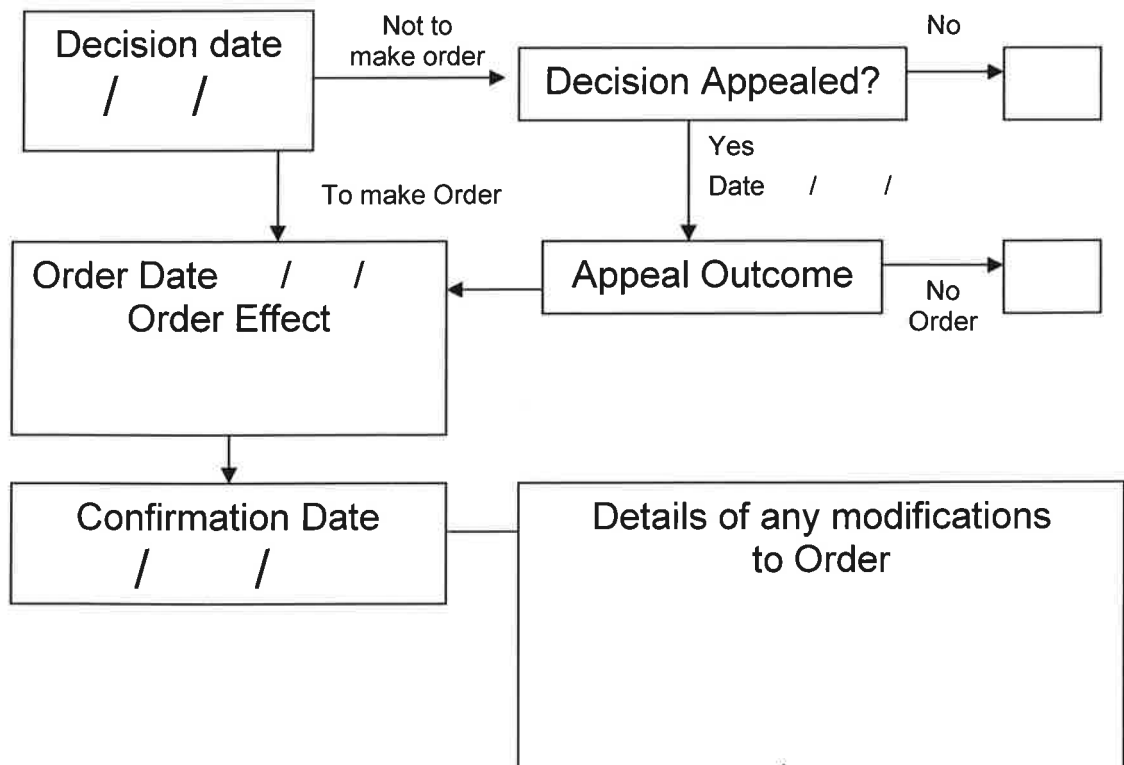 Decision date
/ /
Not to
make order
Decision Appealed?
No
Yes
Date / /
To make Order
Order Date / /
Order Effect
Appeal Outcome
No
Order
Confirmation Date
/ /
Details of any modifications
to Order